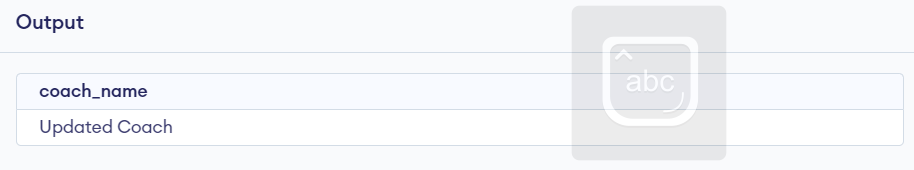 Output
coach_name
Updated Coach
abc